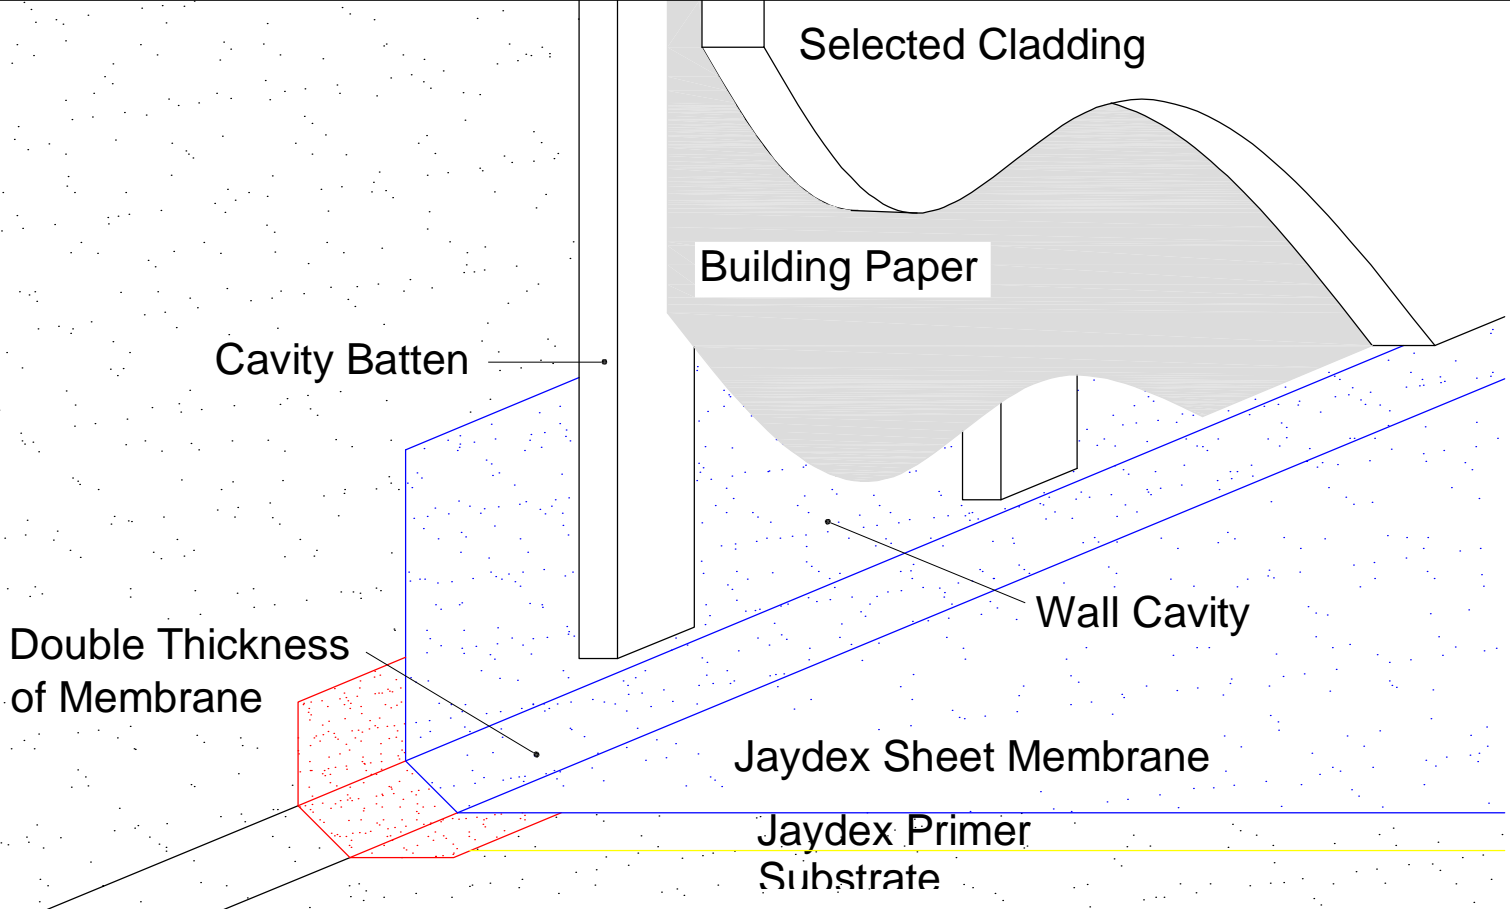 Selected Cladding
Building Paper
Cavity Batten
Wall Cavity
Double Thickness
of Membrane
Jaydex Sheet Membrane
Jaydex Primer
Substrate